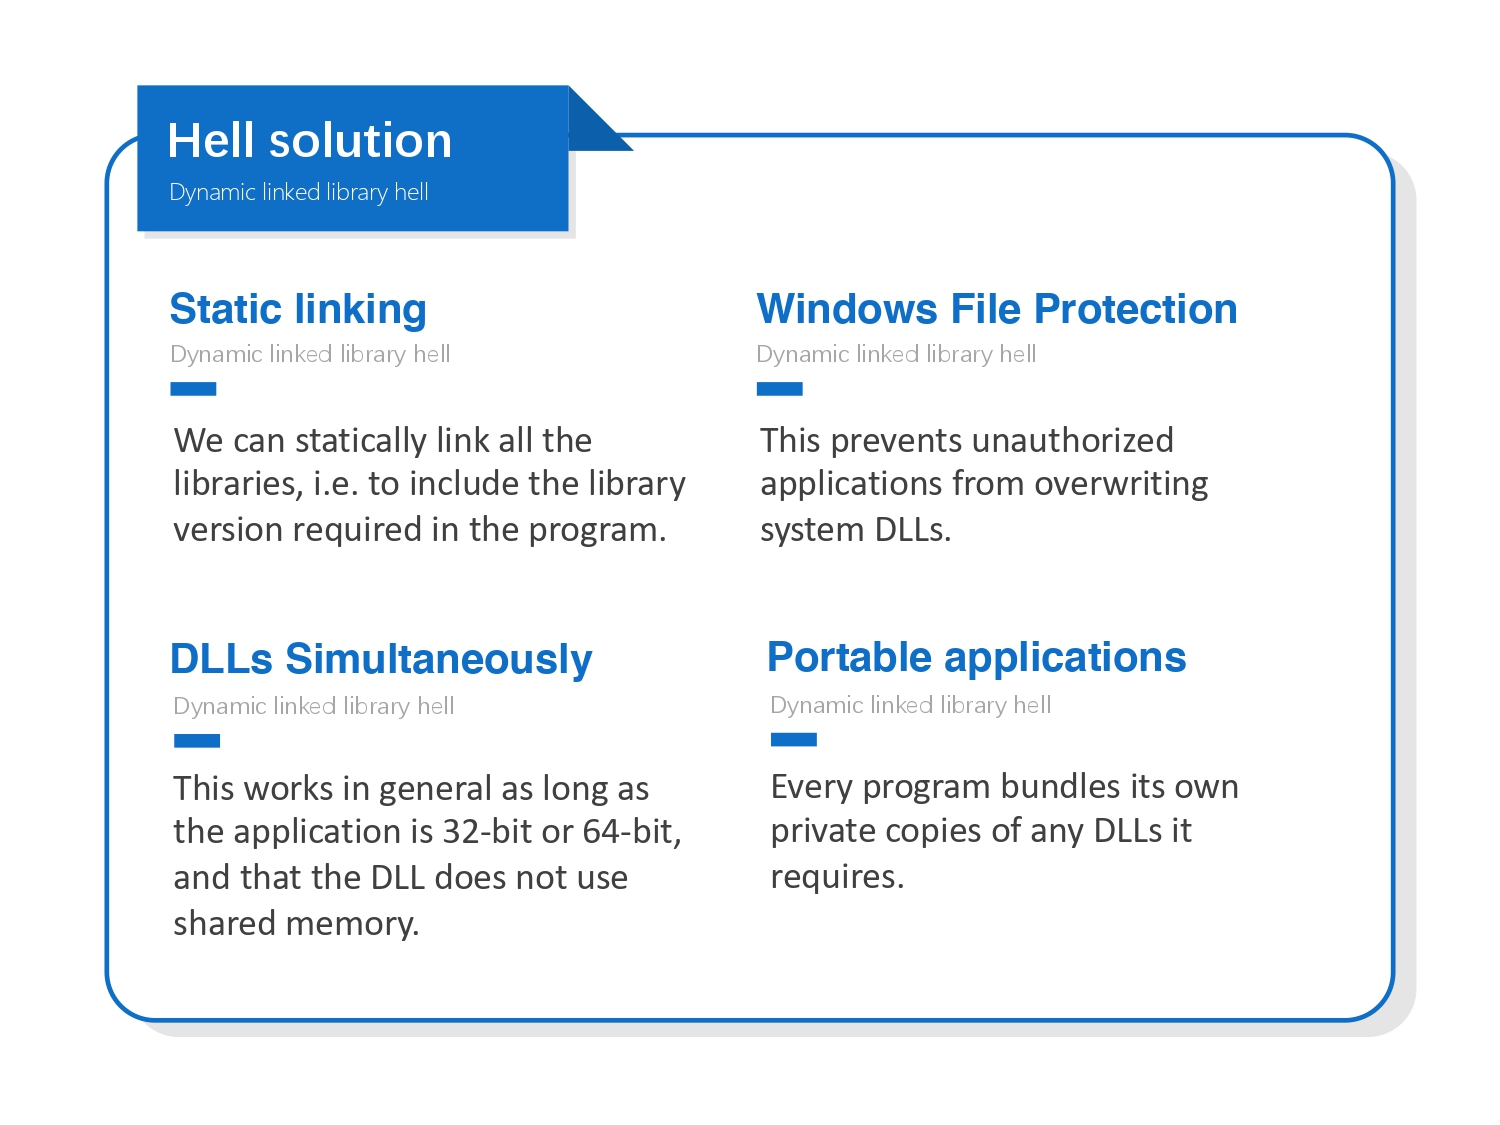 Hell solution
Dynamic linked library hell
Static linking
Dynamic linked library hell
We can statically link all the
libraries, i.e. to include the library
version required in the program.
Windows File Protection
Dynamic linked library hell
This prevents unauthorized
applications from overwriting
system DLLs.
DLLs Simultaneously
Dynamic linked library hell
This works in general as long as
the application is 32-bit or 64-bit,
and that the DLL does not use
shared memory.
Portable applications
Dynamic linked library hell
Every program bundles its own
private copies of any DLLs it
requires.